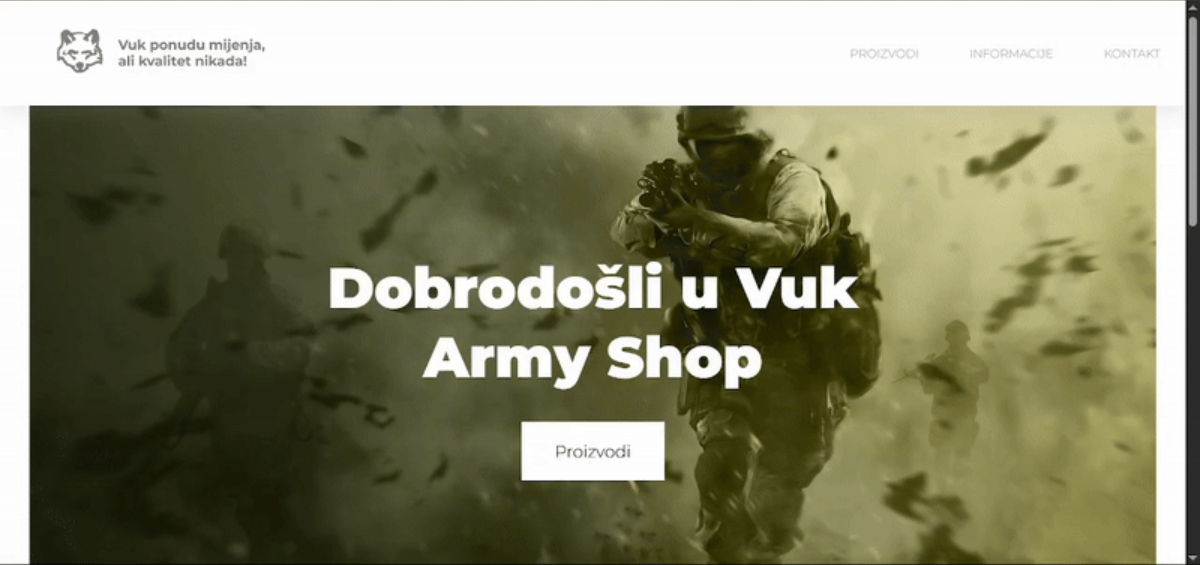 Vuk ponudu mijenja,
ali kvalitet nikada!
PROIZVODI
INFORMACIJE
KONTAKT
Dobrodošli u Vuk
Army Shop
Proizvodi